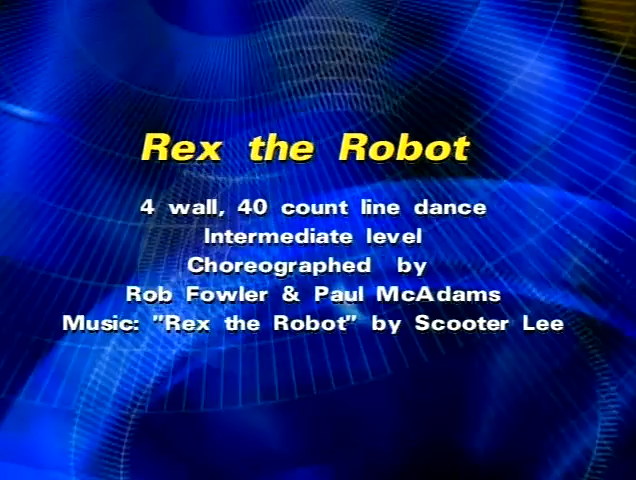 Rex the Robot
4 wall, 40 count line dance
Intermediate level
Choreographed by
Rob Fowler & Paul McAdams
Music: "Rex the Robot" by Scooter Lee